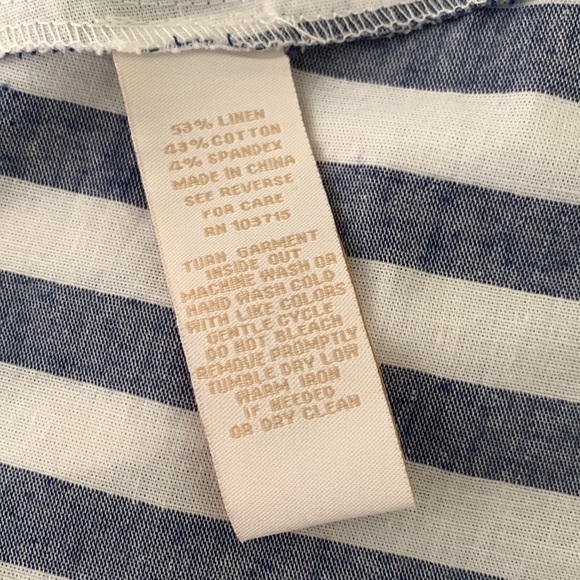 53% LINEN
43% COTTON
4% SPANDEX
MADE IN CHINA
SEE REVERSE
FOR CARE
RN 103715
TURN GARMENT
INSIDE OUT
MACHINE WASH OR
HAND WASH COLD
WITH LIKE COLORS
GENTLE CYCLE
DO NOT BLEACH
REMOVE PROMPTLY
TUMBLE DRY LOW
WARM IRON
IF NEEDED
OR DRY CLEAN